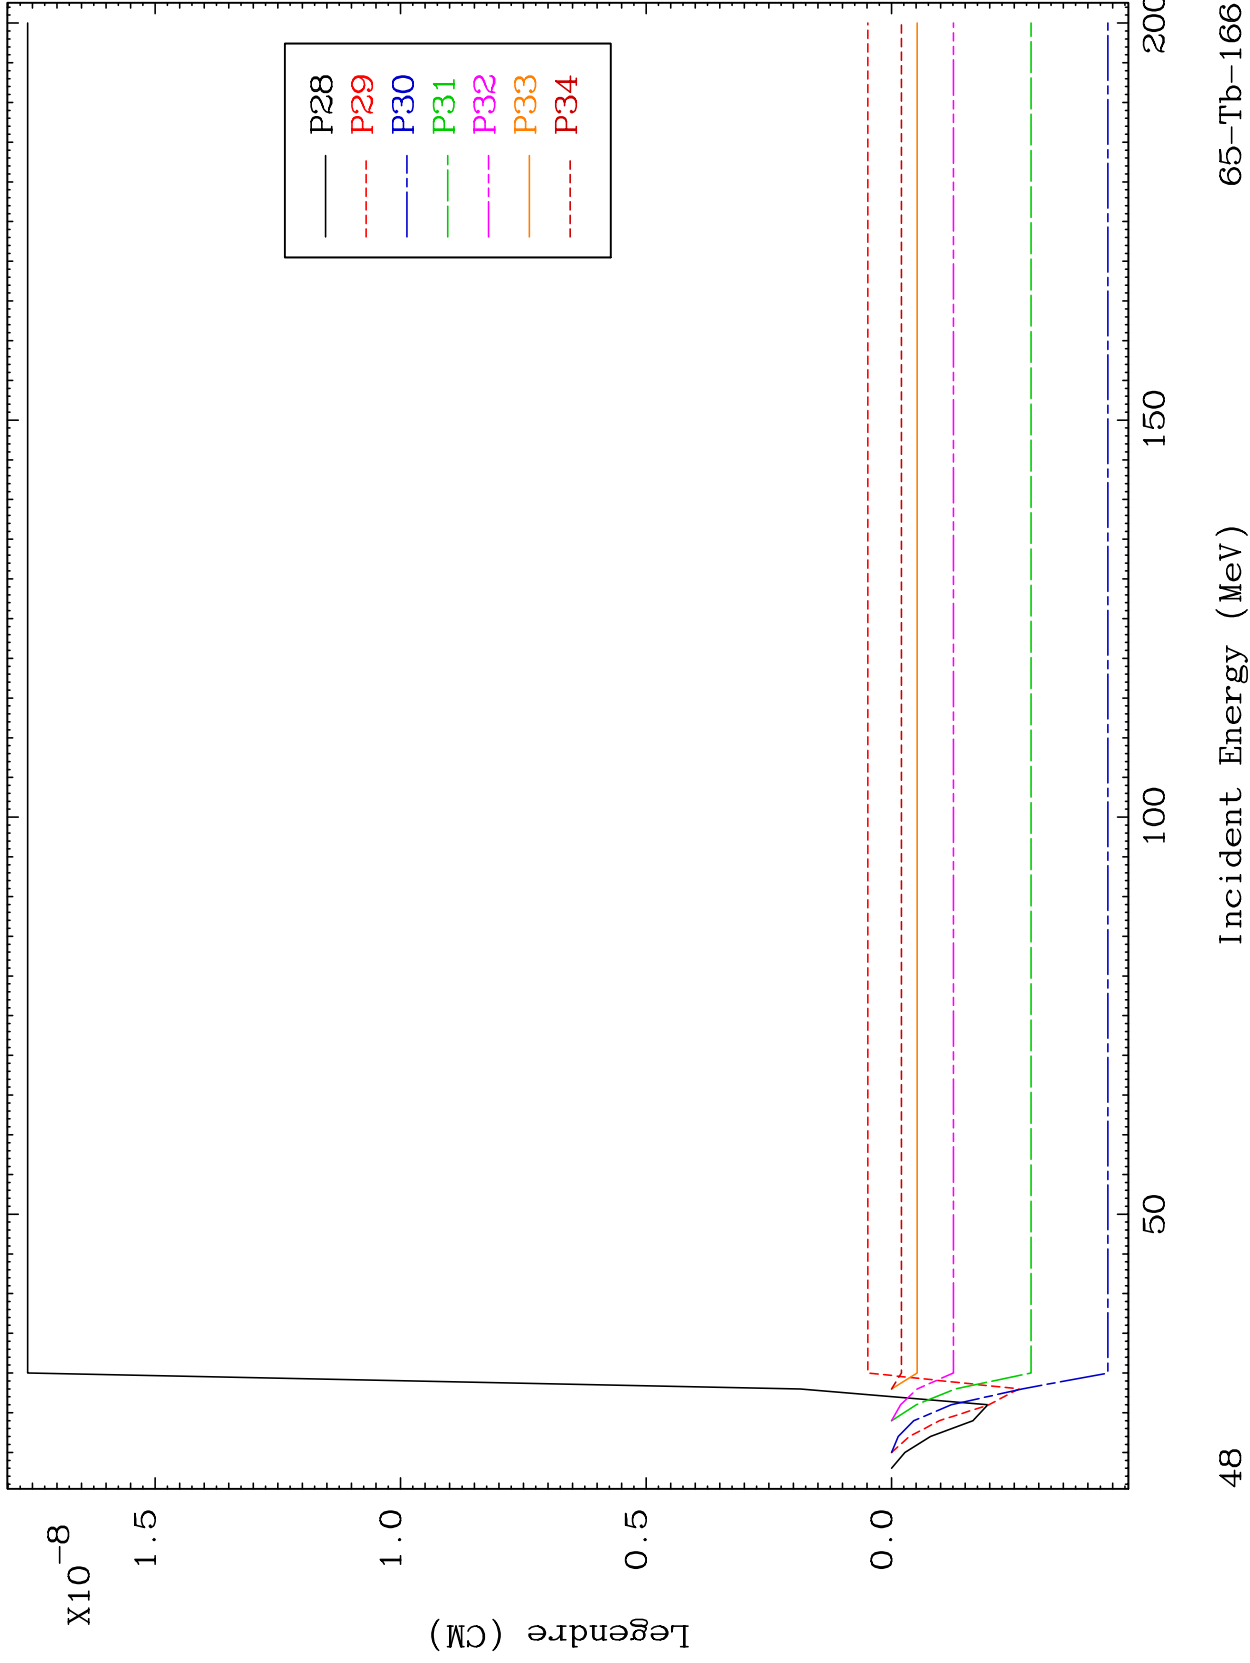 X10-8
1.5
1.0
0.5
0.0
Legendre (CM)
P28
P29
P30
P31
P32
P33
P34
50
100
150
200
Incident Energy (MeV)
48
65-Tb-166